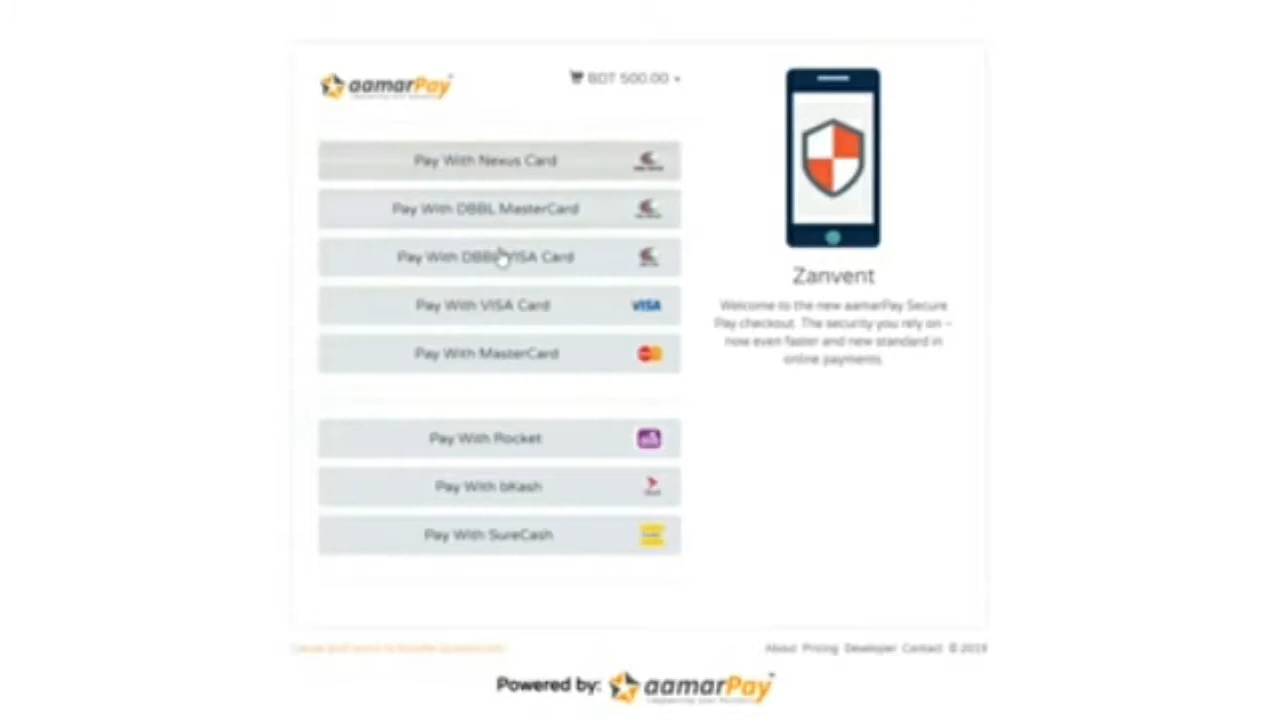 aamarPay
BDT 500.00
Pay With Nexus Card
Pay With DBBL MasterCard
Pay With DBBL VISA Card
Pay With VISA Card
VISA
Pay With MasterCard
Pay With Rocket
Pay With bKash
Pay With SureCash
Zanvent
Welcome to the new aamarPay Secure
Pay checkout. The security you rely on –
now even faster and new standard in
online payments.
About Pricing Developer Contact © 2019
Powered by: aamarPay